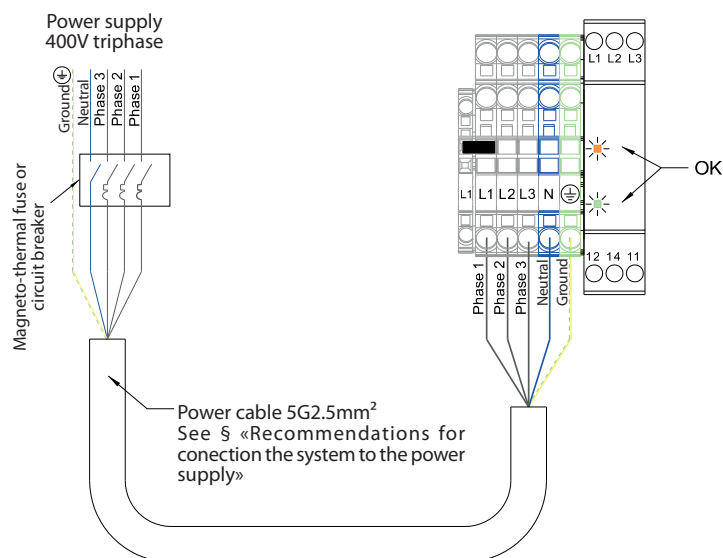 Power supply
400V triphase
Ground
Neutral
Phase 3
Phase 2
Phase 1
Magneto-thermal fuse or
circuit breaker
L1 L2 L3
OK
L1 L1 L2 L3 N
12 14 11
Phase 1
Phase 2
Phase 3
Neutral
Ground
Power cable 5G2.5mm²
See § «Recommendations for
conection the system to the power
supply»